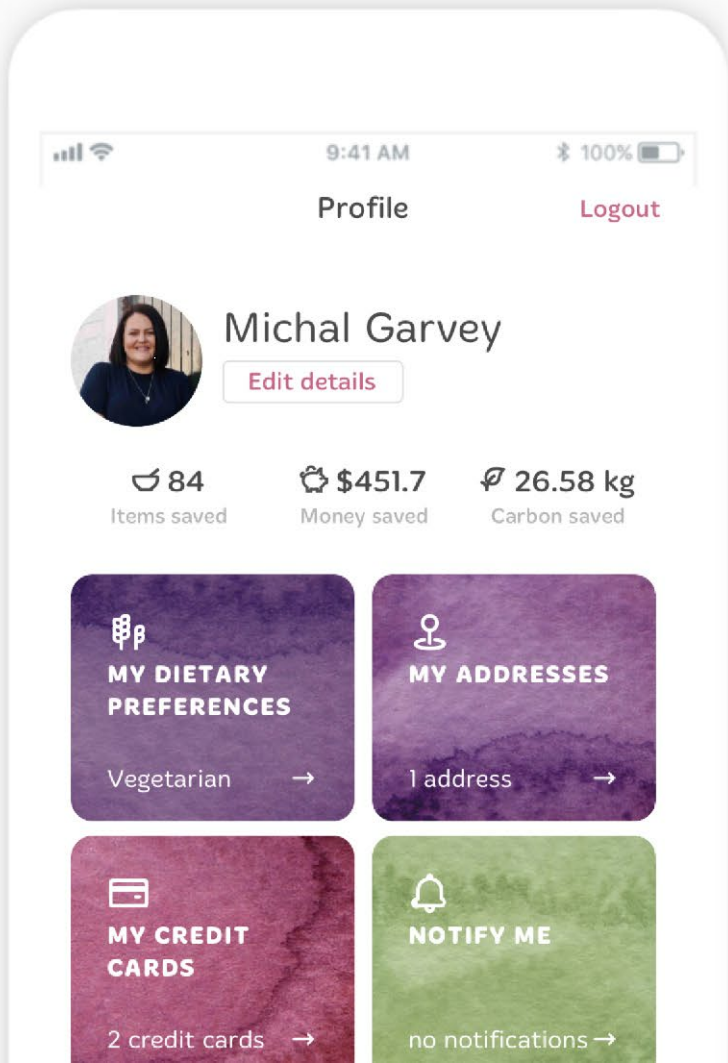 9:41 AM 100%
Profile Logout
Michal Garvey
Edit details
84 $451.7 26.58 kg
Items saved Money saved Carbon saved
MY DIETARY
PREFERENCES
Vegetarian →
MY ADDRESSES
1 address →
MY CREDIT
CARDS
2 credit cards →
NOTIFY ME
no notifications →